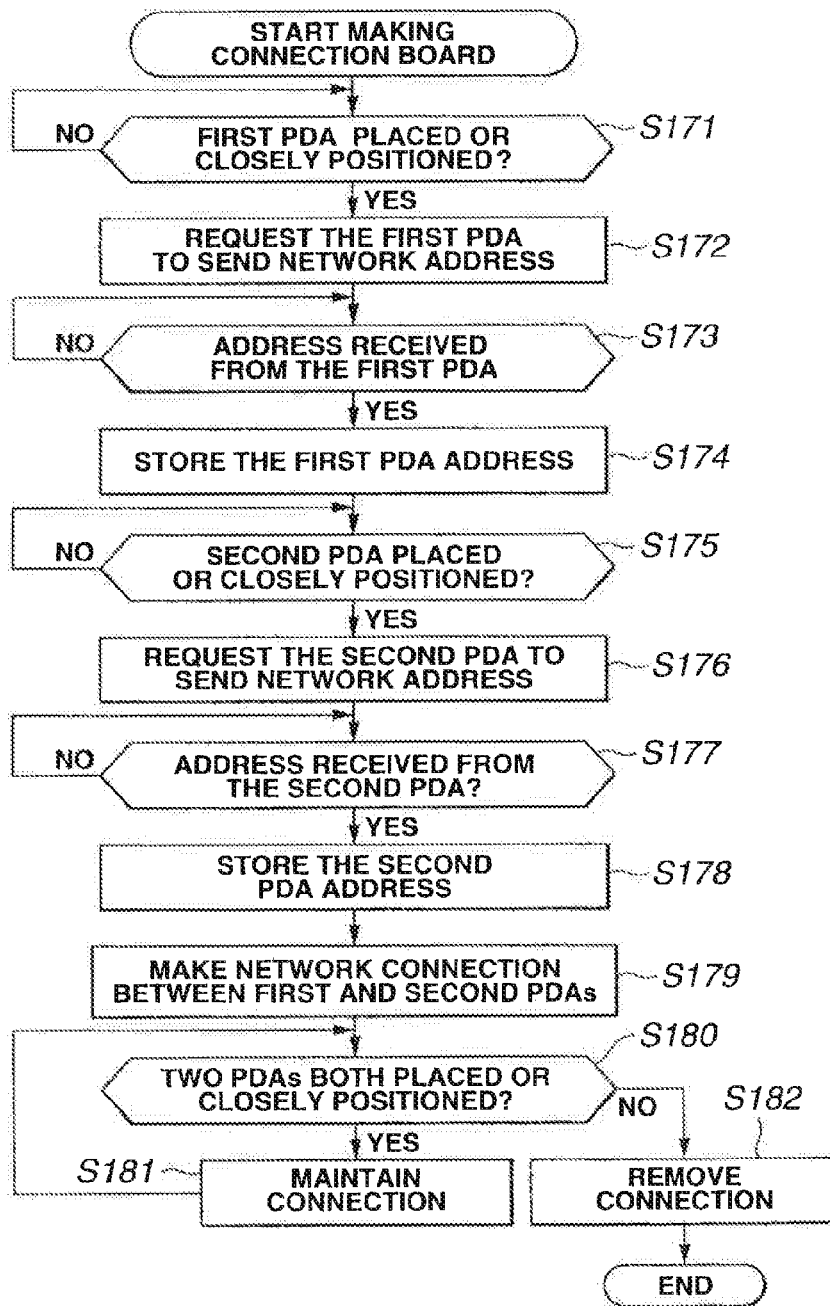 START MAKING
CONNECTION BOARD
NO
FIRST PDA PLACED OR
CLOSELY POSITIONED?
S171
YES
REQUEST THE FIRST PDA
TO SEND NETWORK ADDRESS
S172
NO
ADDRESS RECEIVED
FROM THE FIRST PDA
S173
YES
STORE THE FIRST PDA ADDRESS
S174
NO
SECOND PDA PLACED
OR CLOSELY POSITIONED?
S175
YES
REQUEST THE SECOND PDA TO
SEND NETWORK ADDRESS
S176
NO
ADDRESS RECEIVED FROM
THE SECOND PDA?
S177
YES
STORE THE SECOND
PDA ADDRESS
S178
MAKE NETWORK CONNECTION
BETWEEN FIRST AND SECOND PDAs
S179
TWO PDAs BOTH PLACED OR
CLOSELY POSITIONED?
S180
NO
YES
S181
MAINTAIN
CONNECTION
S182
REMOVE
CONNECTION
END